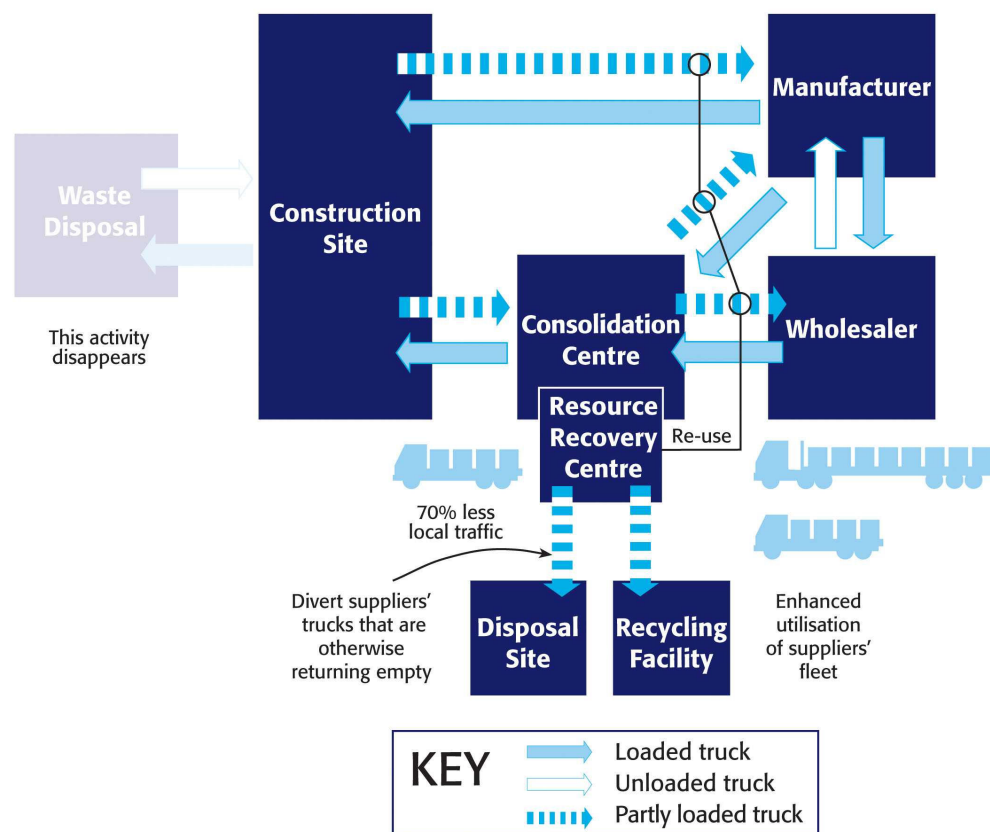 Manufacturer
Waste
Disposal
Construction
Site
This activity
disappears
Consolidation
Centre
Wholesaler
Resource
Recovery
Centre
Re-use
70% less
local traffic
Divert suppliers’
trucks that are
otherwise
returning empty
Disposal
Site
Recycling
Facility
Enhanced
utilisation
of suppliers’
fleet
KEY
Loaded truck
Unloaded truck
Partly loaded truck